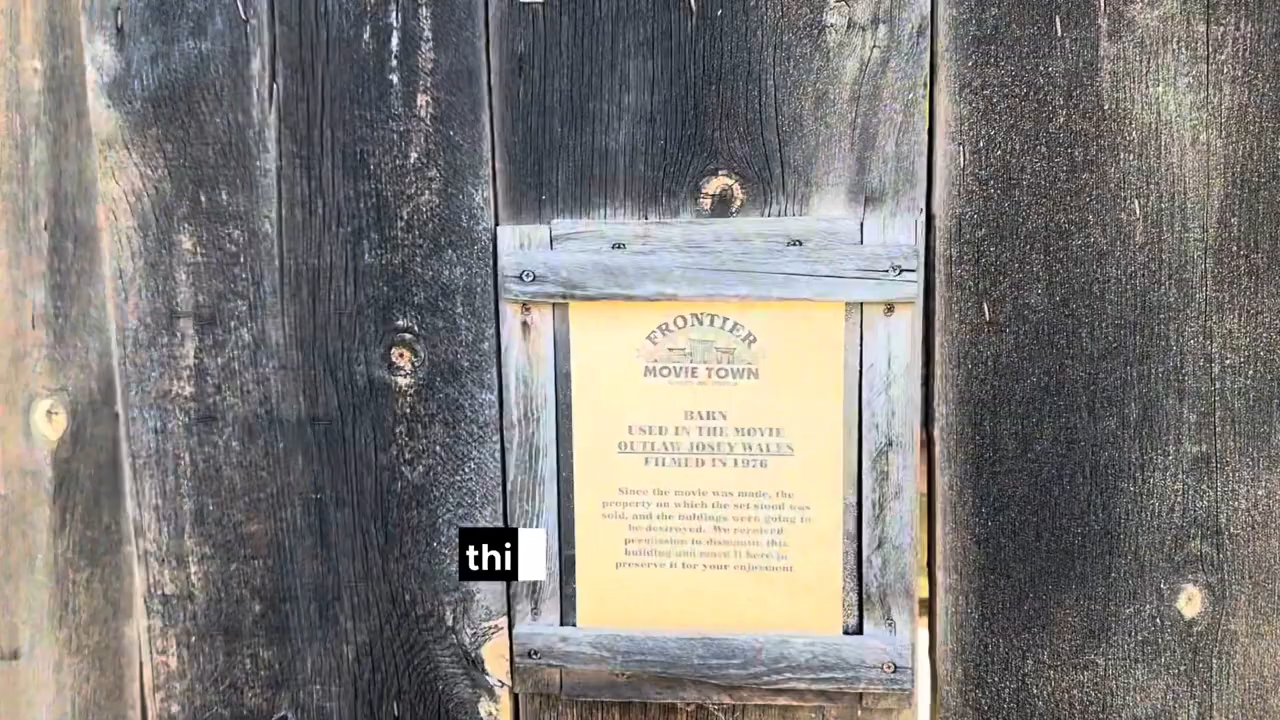 FRONTIER
MOVIE TOWN
BARN
USED IN THE MOVIE
OUTLAW JOSEY WALES
FILMED IN 1976
Since the movie was made, the
property on which the set stood was
sold, and the buildings were going to
be destroyed. We received
permission to dismantle this
building and move it here to
preserve it for your enjoyment
thi